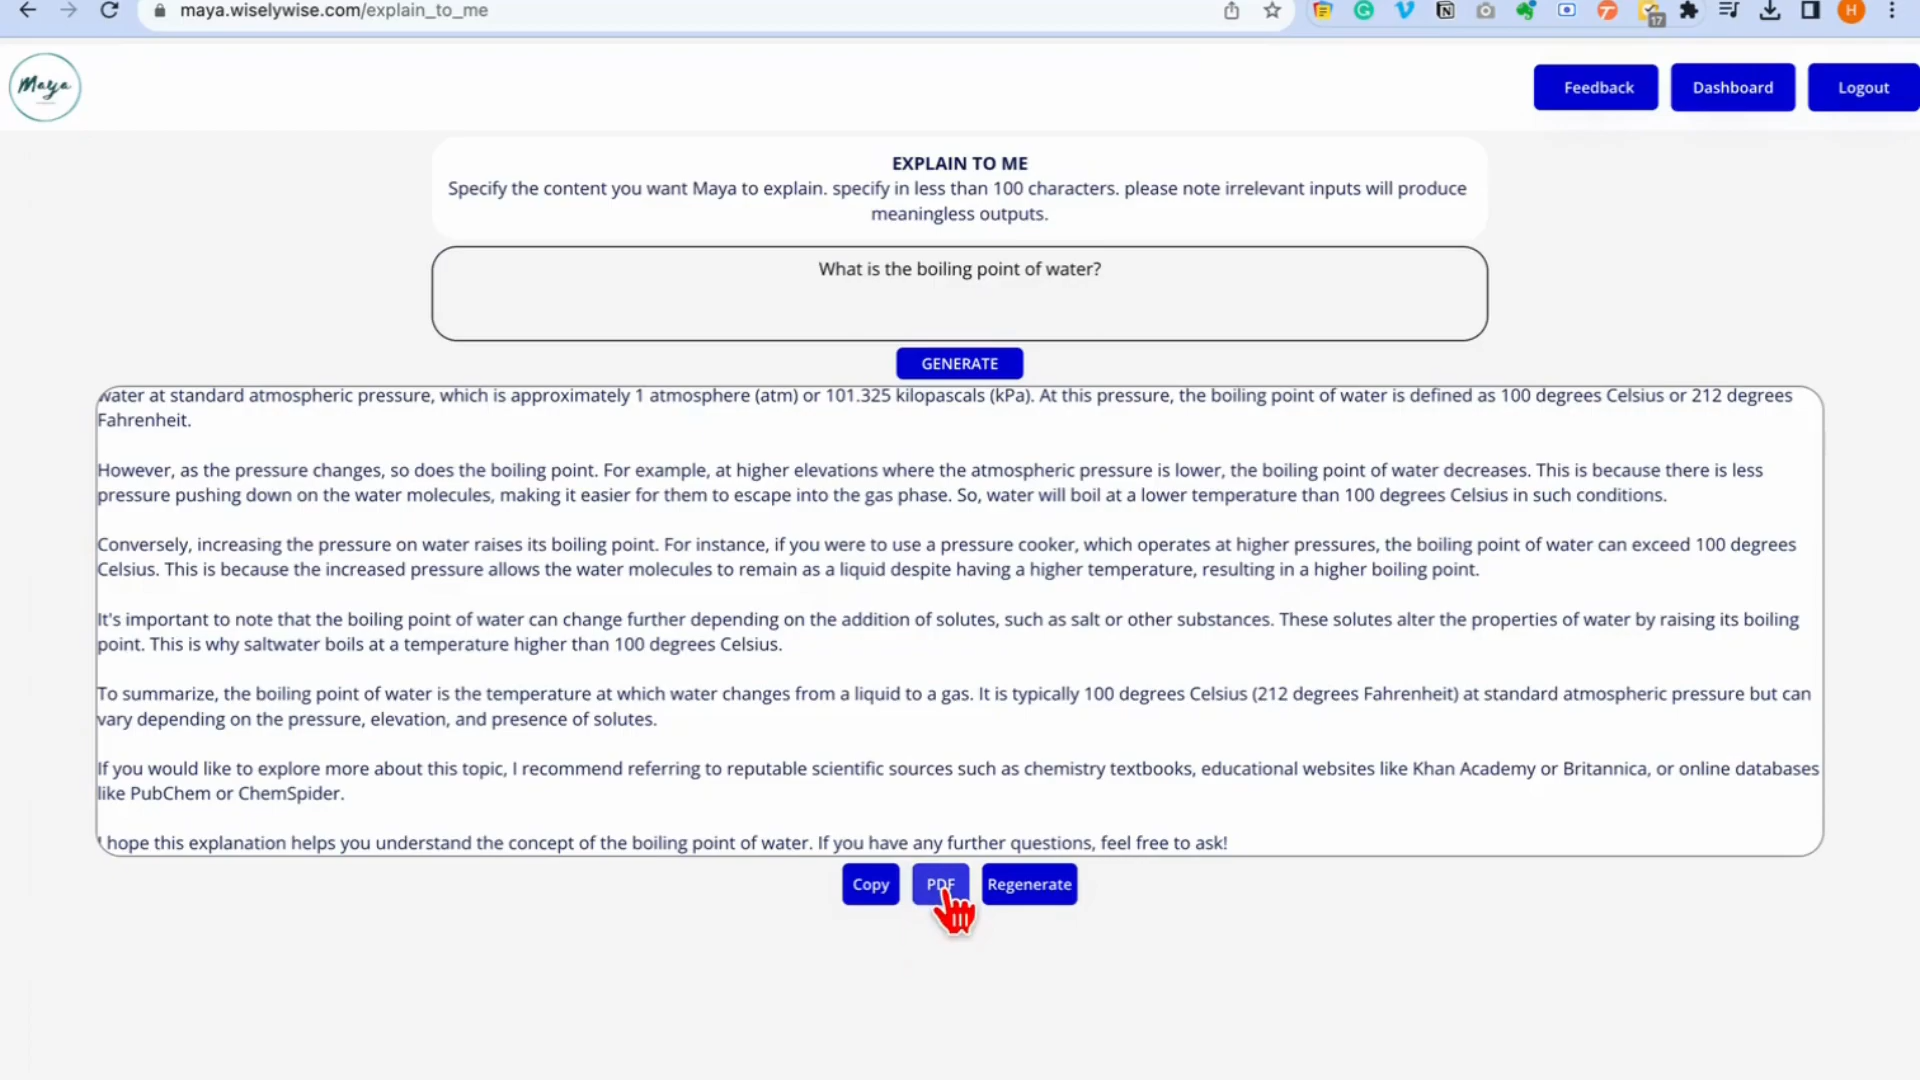 maya.wiselywise.com/explain_to_me
17
H
Maya
Feedback
Dashboard
Logout
EXPLAIN TO ME
Specify the content you want Maya to explain. specify in less than 100 characters. please note irrelevant inputs will produce
meaningless outputs.
What is the boiling point of water?
GENERATE
water at standard atmospheric pressure, which is approximately 1 atmosphere (atm) or 101.325 kilopascals (kPa). At this pressure, the boiling point of water is defined as 100 degrees Celsius or 212 degrees
Fahrenheit.
However, as the pressure changes, so does the boiling point. For example, at higher elevations where the atmospheric pressure is lower, the boiling point of water decreases. This is because there is less
pressure pushing down on the water molecules, making it easier for them to escape into the gas phase. So, water will boil at a lower temperature than 100 degrees Celsius in such conditions.
Conversely, increasing the pressure on water raises its boiling point. For instance, if you were to use a pressure cooker, which operates at higher pressures, the boiling point of water can exceed 100 degrees
Celsius. This is because the increased pressure allows the water molecules to remain as a liquid despite having a higher temperature, resulting in a higher boiling point.
It's important to note that the boiling point of water can change further depending on the addition of solutes, such as salt or other substances. These solutes alter the properties of water by raising its boiling
point. This is why saltwater boils at a temperature higher than 100 degrees Celsius.
To summarize, the boiling point of water is the temperature at which water changes from a liquid to a gas. It is typically 100 degrees Celsius (212 degrees Fahrenheit) at standard atmospheric pressure but can
vary depending on the pressure, elevation, and presence of solutes.
If you would like to explore more about this topic, I recommend referring to reputable scientific sources such as chemistry textbooks, educational websites like Khan Academy or Britannica, or online databases
like PubChem or ChemSpider.
I hope this explanation helps you understand the concept of the boiling point of water. If you have any further questions, feel free to ask!
Copy
PDF
Regenerate